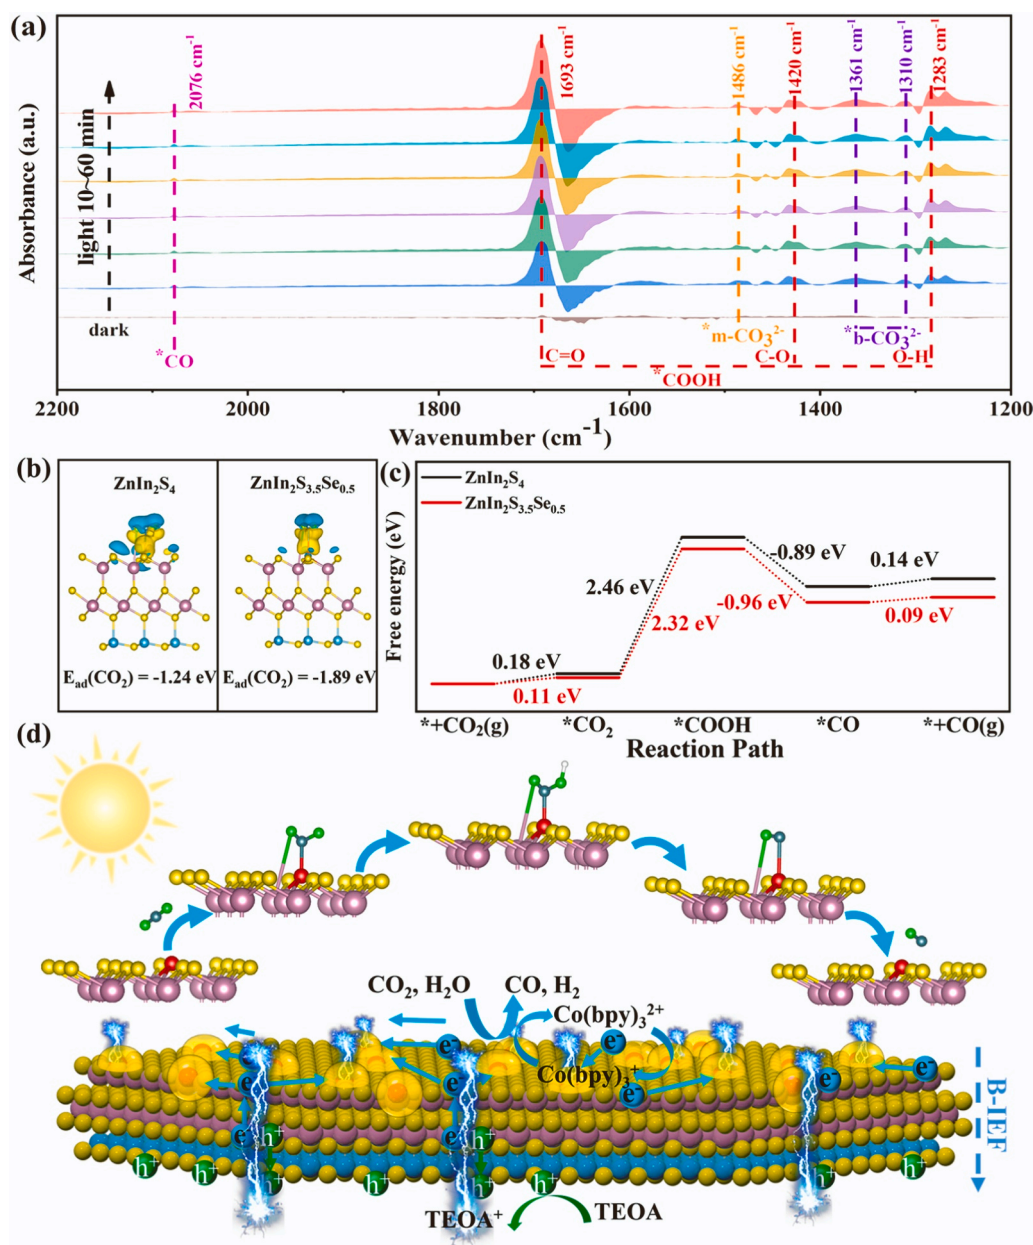 (a)
2076 cm-1
1693 cm-1
1486 cm-1
1420 cm-1
1361 cm-1
1310 cm-1
1283 cm-1
Absorbance (a.u.)
light 10~60 min
dark
*CO
C=O
*m-CO32-
C-O
*b-CO32-
O-H
*COOH
2200 2000 1800 1600 1400 1200
Wavenumber (cm-1)
(b)
ZnIn2S4
ZnIn2S3.5Se0.5
Ead(CO2) = -1.24 eV
Ead(CO2) = -1.89 eV
(c)
ZnIn2S4
ZnIn2S3.5Se0.5
Free energy (eV)
-0.89 eV
0.14 eV
2.46 eV
-0.96 eV
2.32 eV
0.09 eV
0.18 eV
0.11 eV
*+CO2(g) *CO2 *COOH *CO *+CO(g)
Reaction Path
(d)
CO2, H2O
CO, H2
Co(bpy)32+
e-
e-
Co(bpy)3+
e-
e-
e-
e-
e-
e-
e-
e-
B-IEF
h+
h+
h+
h+
h+
h+
h+
h+
h+
h+
h+
TEOA+
TEOA